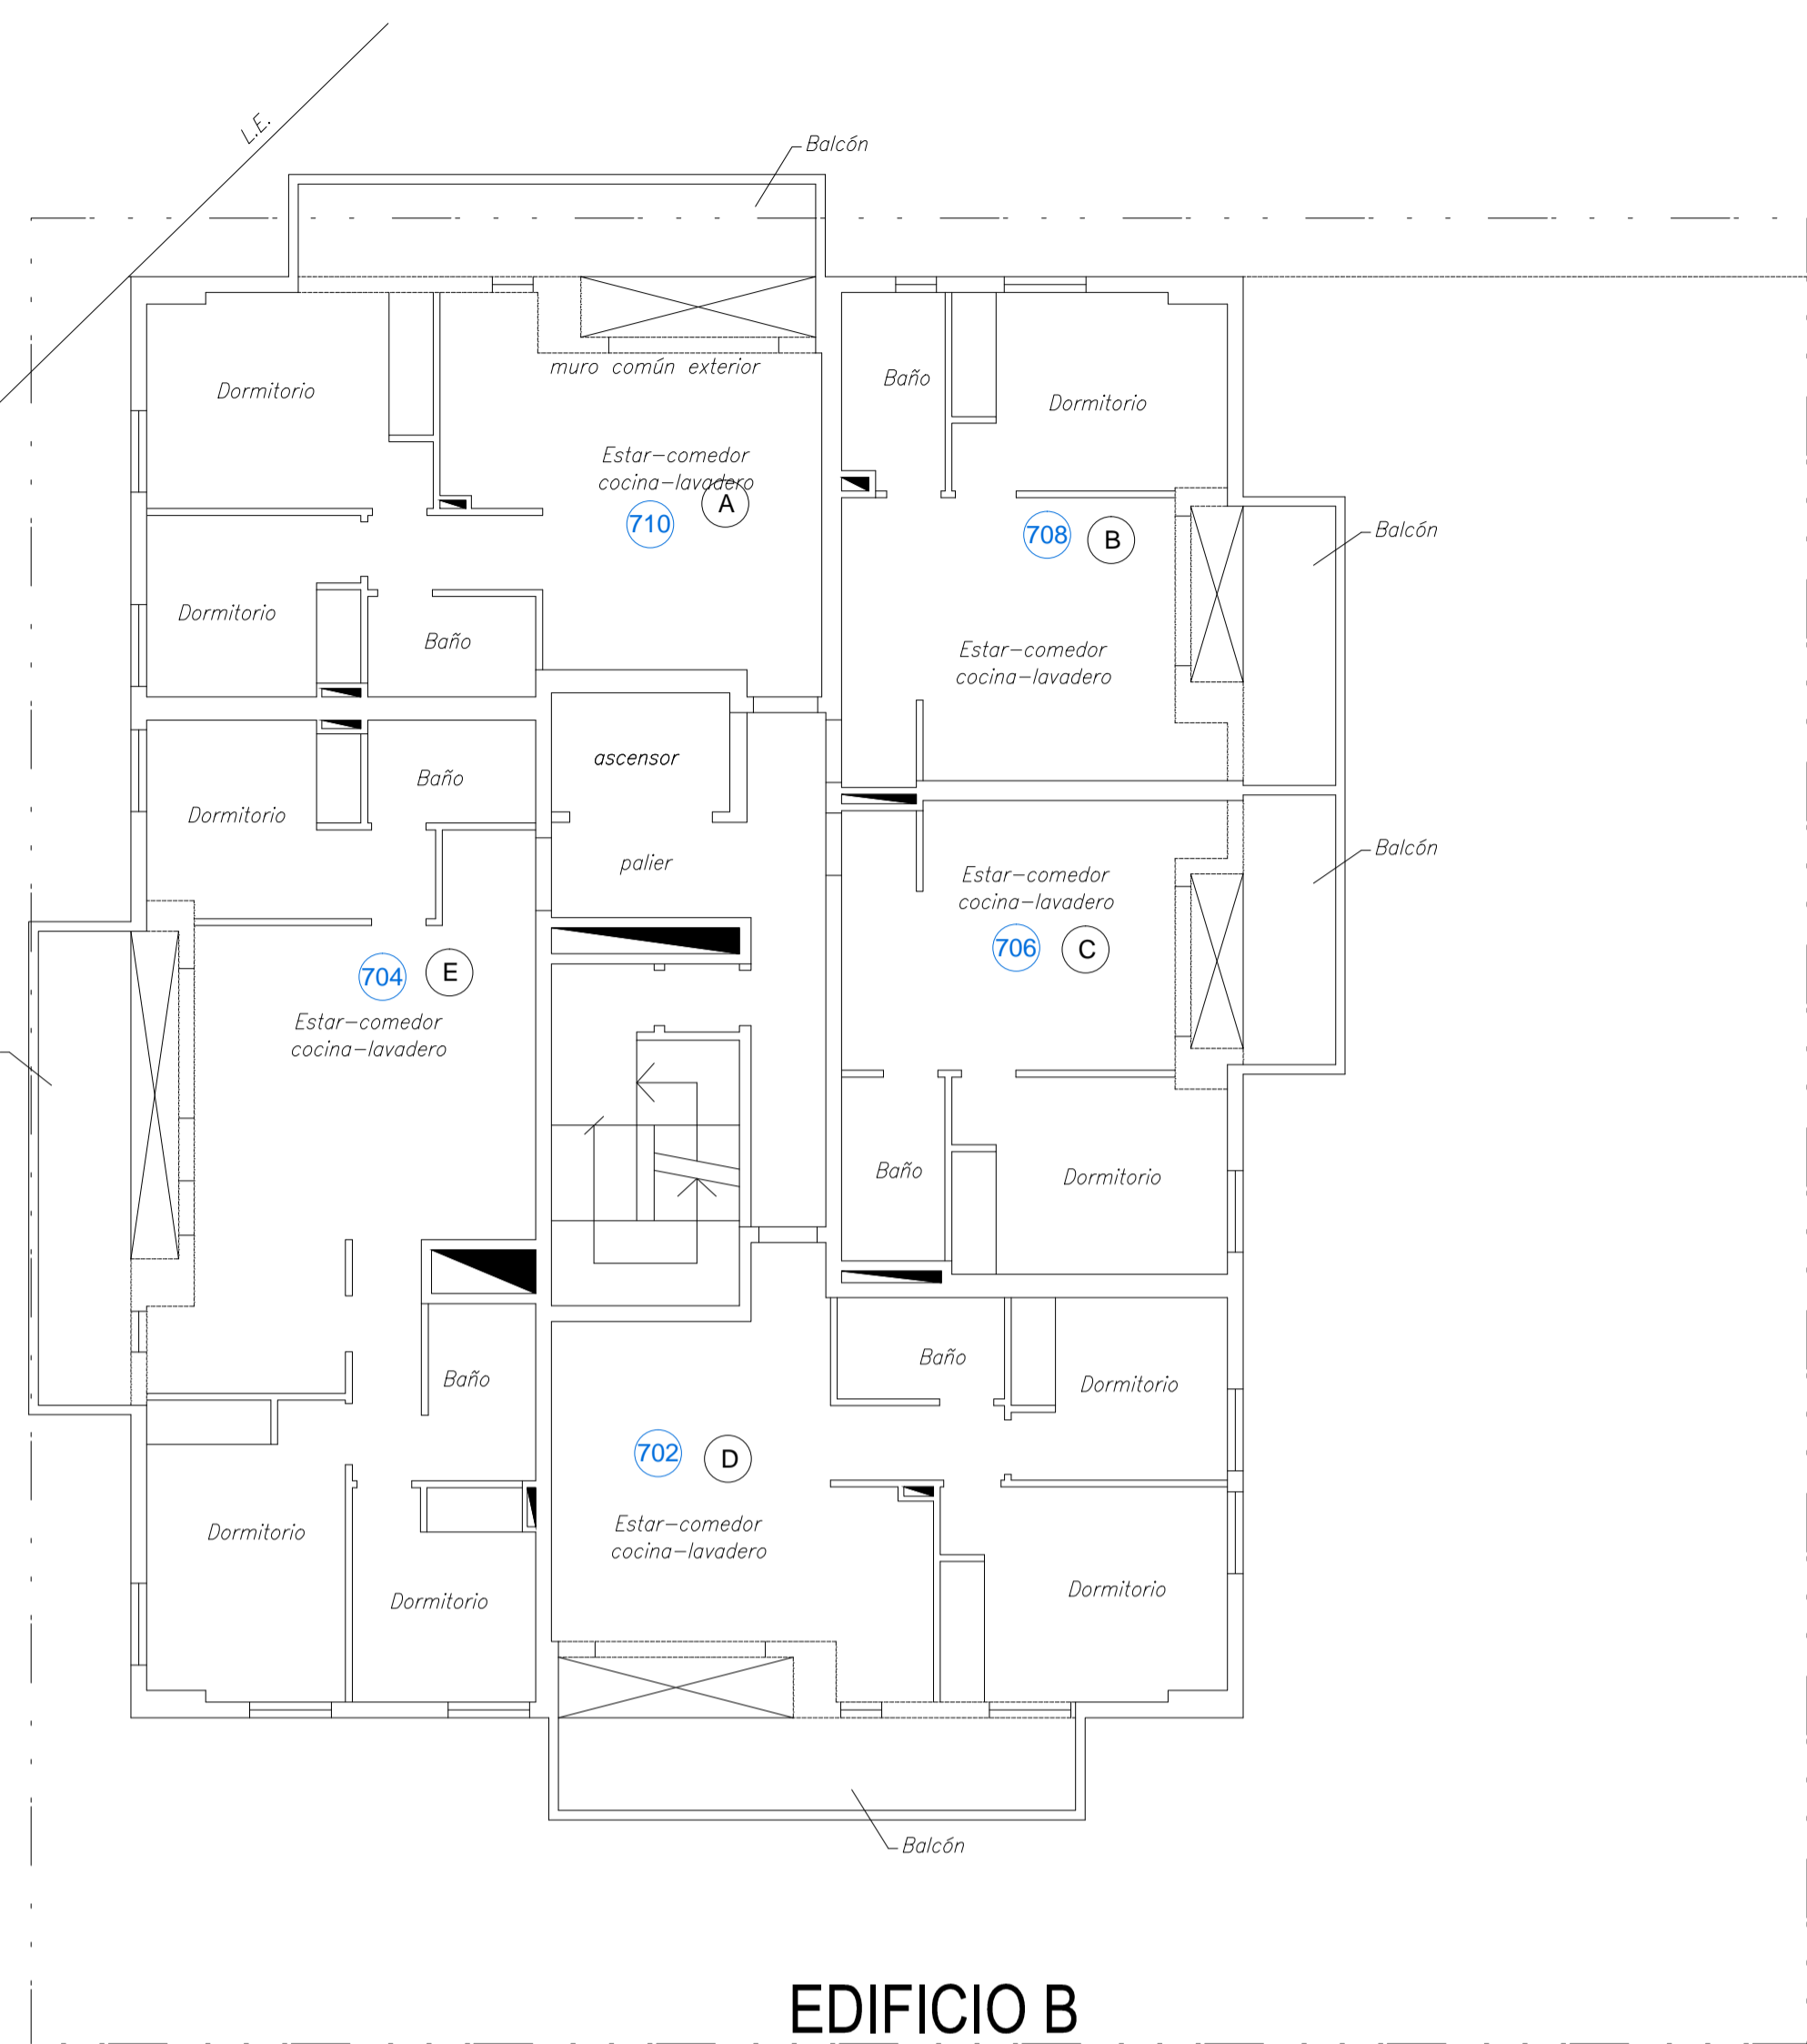 L.E.
Balcón
Dormitorio
muro común exterior
Baño
Dormitorio
Estar-comedor
cocina-lavadero
A
710
708
B
Balcón
Dormitorio
Baño
Estar-comedor
cocina-lavadero
ascensor
Baño
Dormitorio
palier
Balcón
Estar-comedor
cocina-lavadero
706
C
704
E
Estar-comedor
cocina-lavadero
Baño
Dormitorio
Baño
Baño
Dormitorio
702
D
Estar-comedor
cocina-lavadero
Dormitorio
Dormitorio
Dormitorio
Balcón
EDIFICIO B